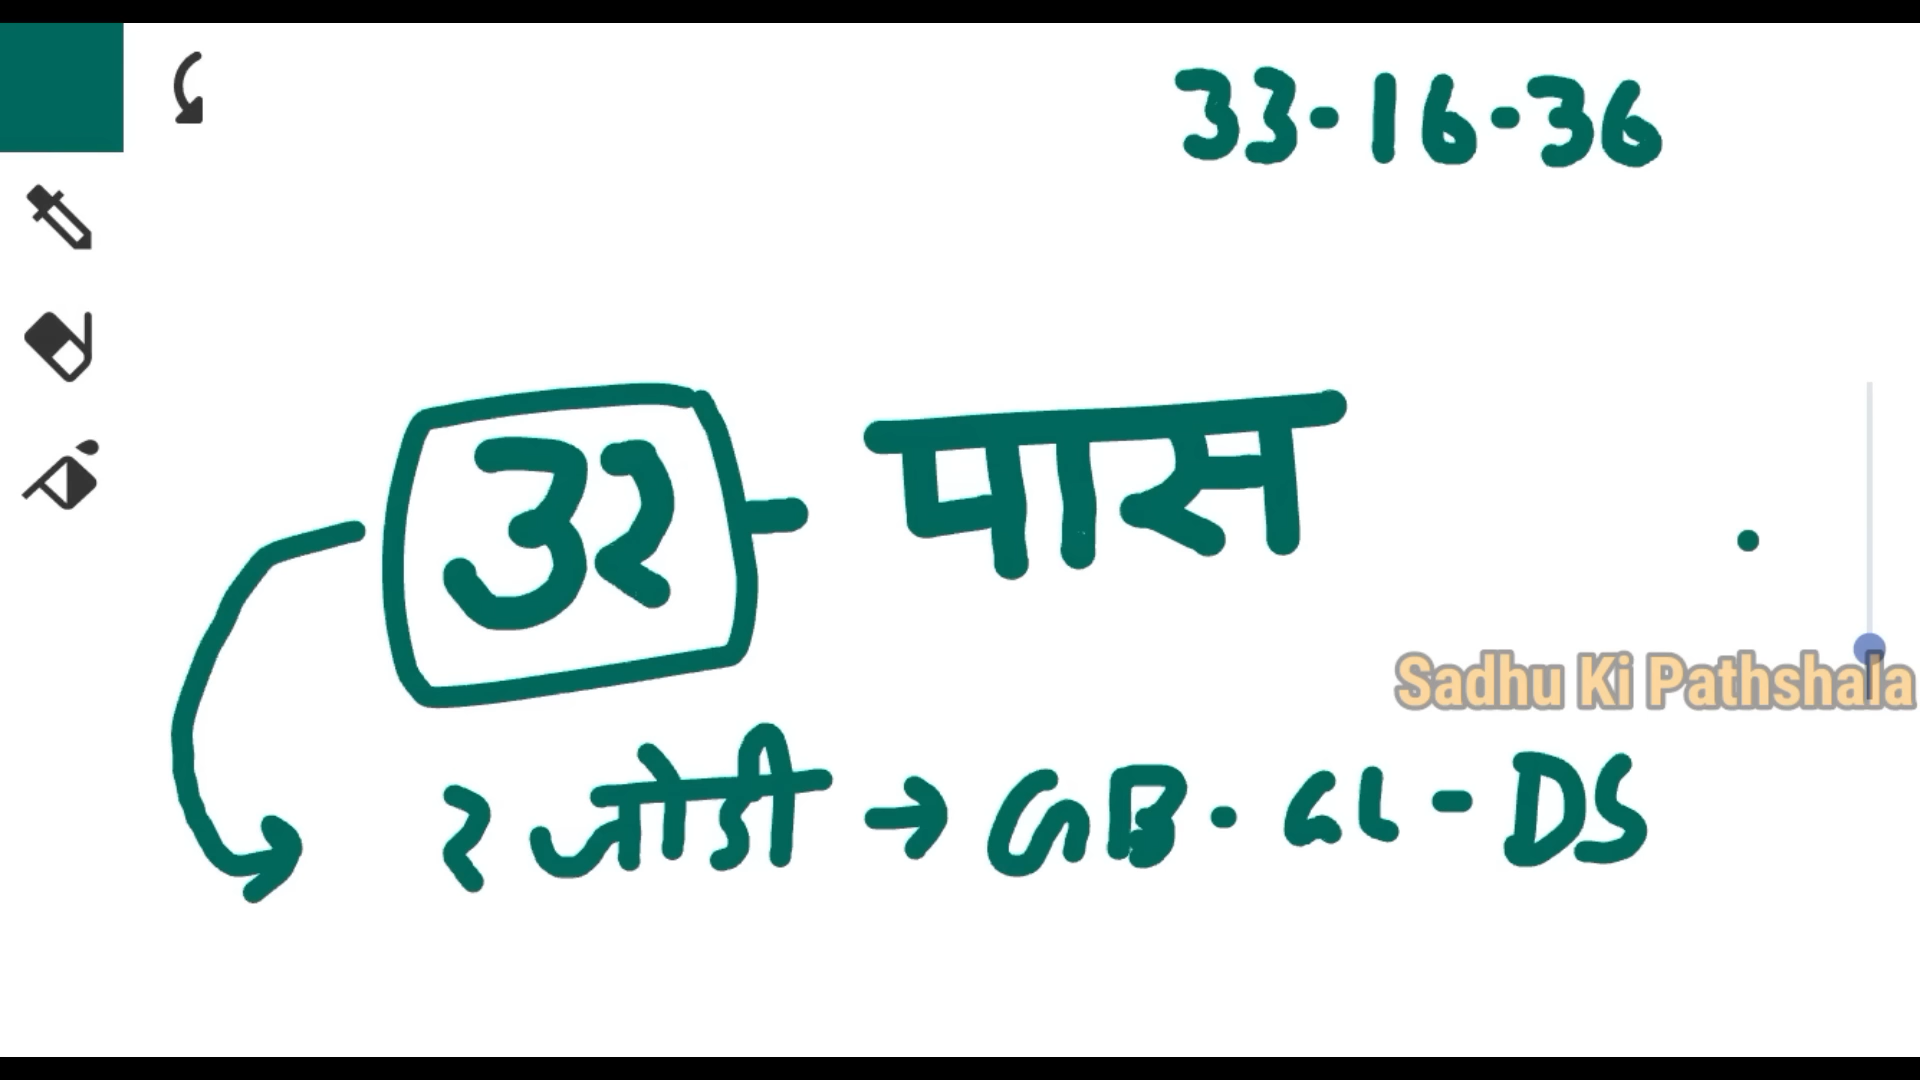 33-16-36
३२ - पास
Sadhu Ki Pathshala
२ जोडी → GB. GL - DS